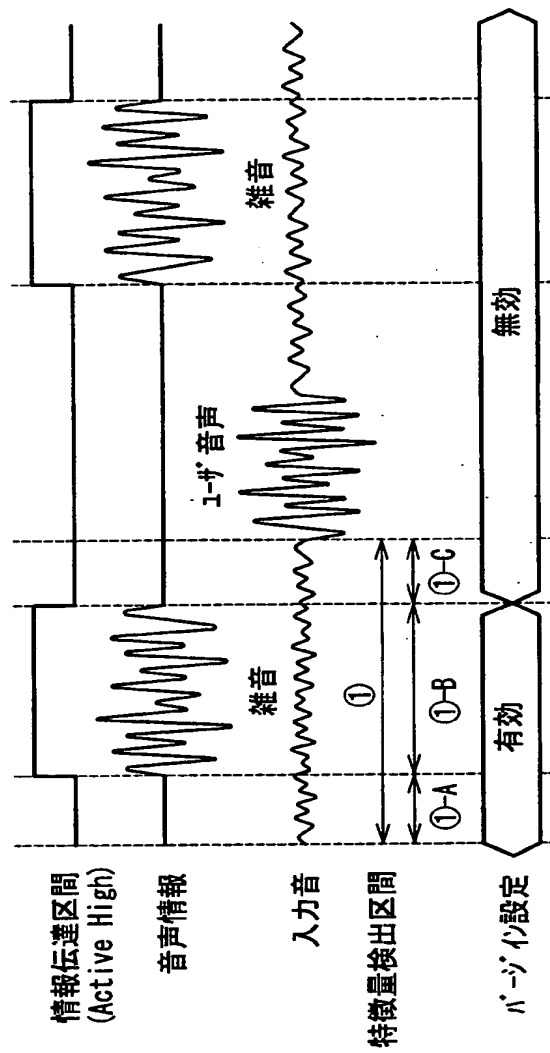 情報伝達区間
(Active High)
音声情報
雑音
雑音
入力音
ﾕｰｻﾞ音声
特徴量検出区間
①
①-A
①-B
①-C
ﾊﾞｰｼﾞｲﾝ設定
有効
無効